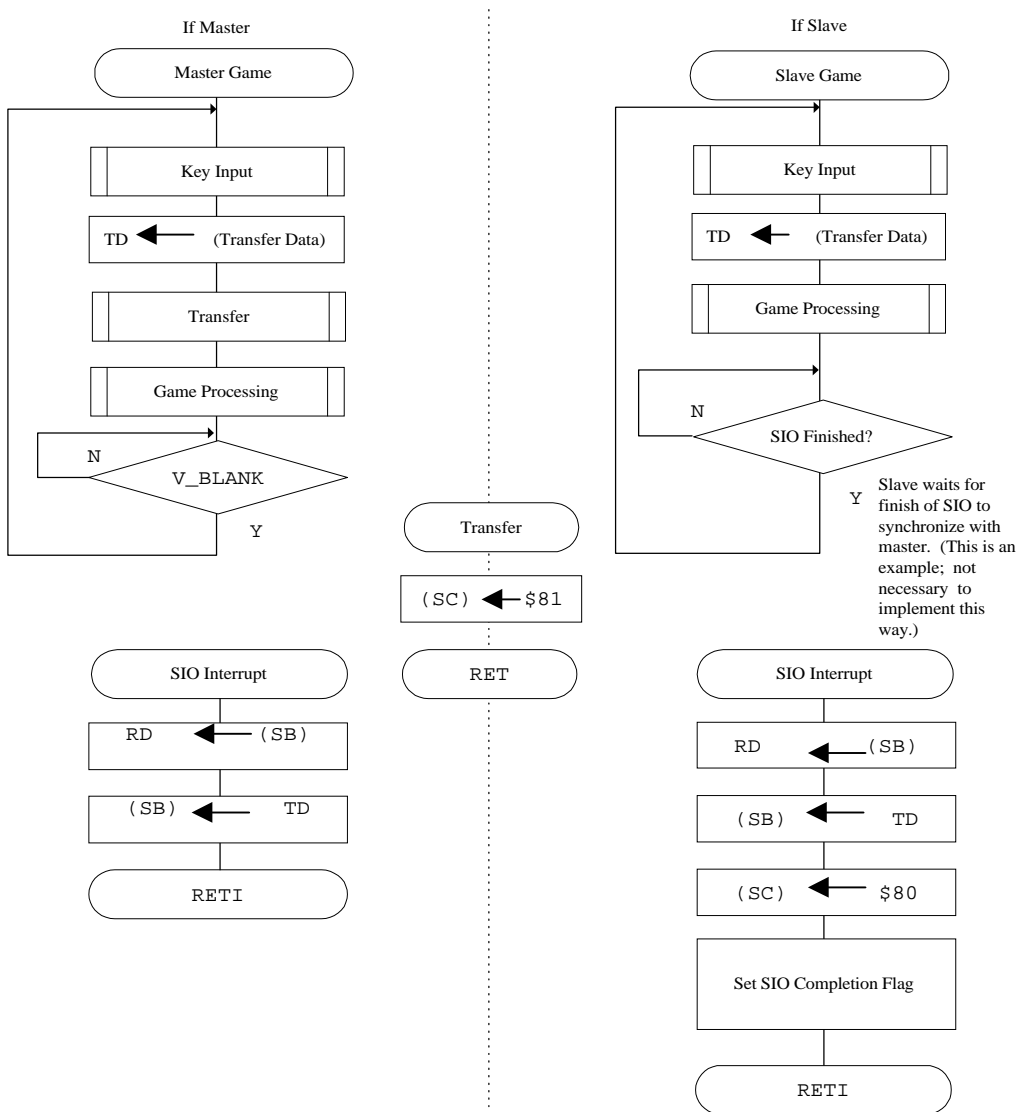 If Master
Master Game
Key Input
TD (Transfer Data)
Transfer
Game Processing
N
V_BLANK
Y
If Slave
Slave Game
Key Input
TD (Transfer Data)
Game Processing
N
SIO Finished?
Y
Slave waits for
finish of SIO to
synchronize with
master. (This is an
example; not
necessary to
implement this
way.)
Transfer
(SC) $81
RET
SIO Interrupt
RD (SB)
(SB) TD
RETI
SIO Interrupt
RD (SB)
(SB) TD
(SC) $80
Set SIO Completion Flag
RETI